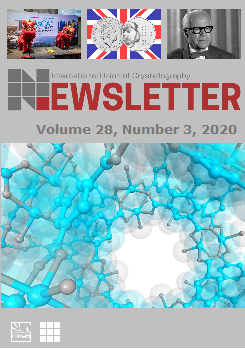 International Union of Crystallography
NEWSLETTER
Volume 28, Number 3, 2020